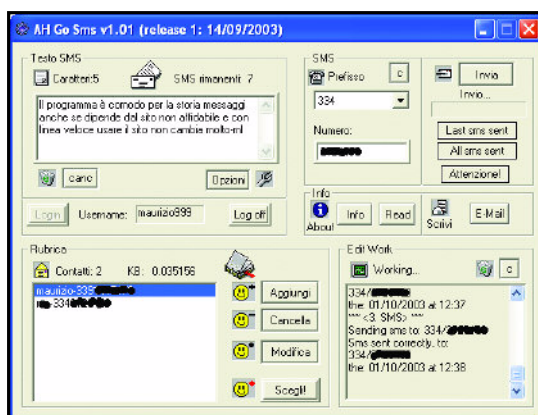 AH Go Sms v1.01 (release 1: 14/09/2003)
Testo SMS
Caratteri:5
SMS rimanenti: 7
Il programma è comodo per la storia messaggi
anche se dipende dal sito non affidabile e con
linea veloce usare il sito non cambia molto-ml
canc
Opzioni
Login
Username:
maurizio999
Log off
SMS
Prefisso
c
334
Numero:
Invia
Invio...
Last sms sent
All sms sent
Attenzione!
Info
About
Info
Read
Scrivi
E-Mail
Rubrica
Contatti: 2
KB: 0.035156
maurizio-335
334
Aggiungi
Cancella
Modifica
Scegli!
Edit Work
Working...
c
334/
the: 01/10/2003 at 12:37
*** <3. SMS> ***
Sending sms to: 334/
Sms sent correctly, to:
334/
the: 01/10/2003 at 12:38